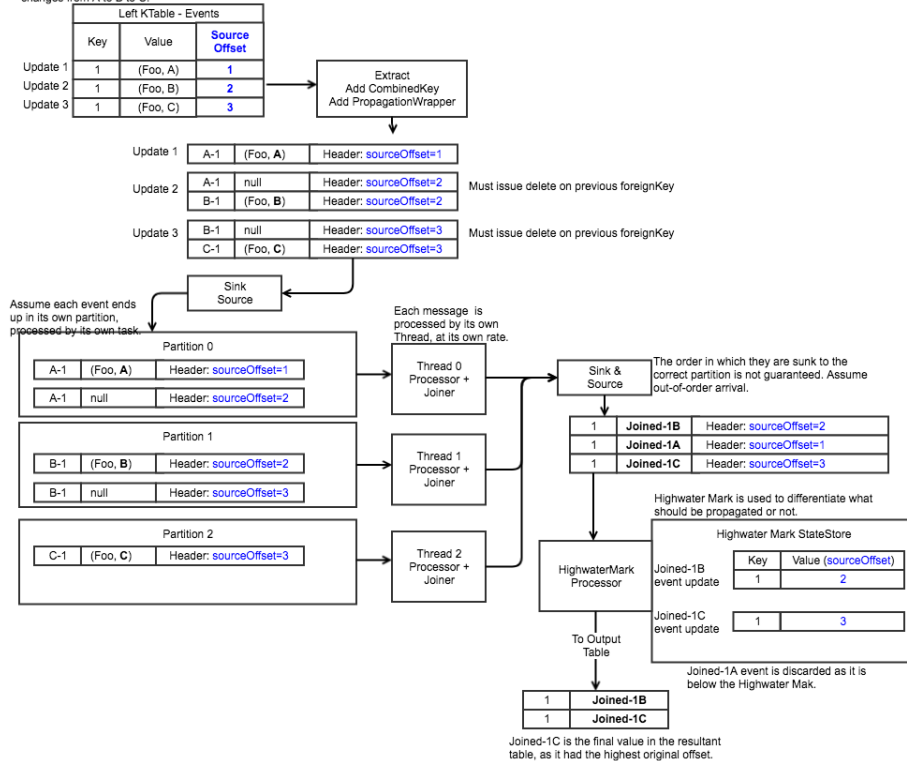 changes from A to B to C.
Left KTable - Events
Key Value Source
Offset
Update 1 1 (Foo, A) 1
Update 2 1 (Foo, B) 2
Update 3 1 (Foo, C) 3
Extract
Add CombinedKey
Add PropagationWrapper
Update 1 A-1 (Foo, A) Header: sourceOffset=1
Update 2
A-1 null Header: sourceOffset=2 Must issue delete on previous foreignKey
B-1 (Foo, B) Header: sourceOffset=2
Update 3
B-1 null Header: sourceOffset=3 Must issue delete on previous foreignKey
C-1 (Foo, C) Header: sourceOffset=3
Sink
Source
Assume each event ends
up in its own partition,
processed by its own task.
Partition 0
A-1 (Foo, A) Header: sourceOffset=1
A-1 null Header: sourceOffset=2
Partition 1
B-1 (Foo, B) Header: sourceOffset=2
B-1 null Header: sourceOffset=3
Partition 2
C-1 (Foo, C) Header: sourceOffset=3
Each message is
processed by its own
Thread, at its own rate.
Thread 0
Processor +
Joiner
Thread 1
Processor +
Joiner
Thread 2
Processor +
Joiner
Sink &
Source
The order in which they are sunk to the
correct partition is not guaranteed. Assume
out-of-order arrival.
1 Joined-1B Header: sourceOffset=2
1 Joined-1A Header: sourceOffset=1
1 Joined-1C Header: sourceOffset=3
Highwater Mark is used to differentiate what
should be propagated or not.
HighwaterMark
Processor
Highwater Mark StateStore
Joined-1B
event update
Key Value (sourceOffset)
1 2
Joined-1C
event update
1 3
Joined-1A event is discarded as it is
below the Highwater Mak.
To Output
Table
1 Joined-1B
1 Joined-1C
Joined-1C is the final value in the resultant
table, as it had the highest original offset.